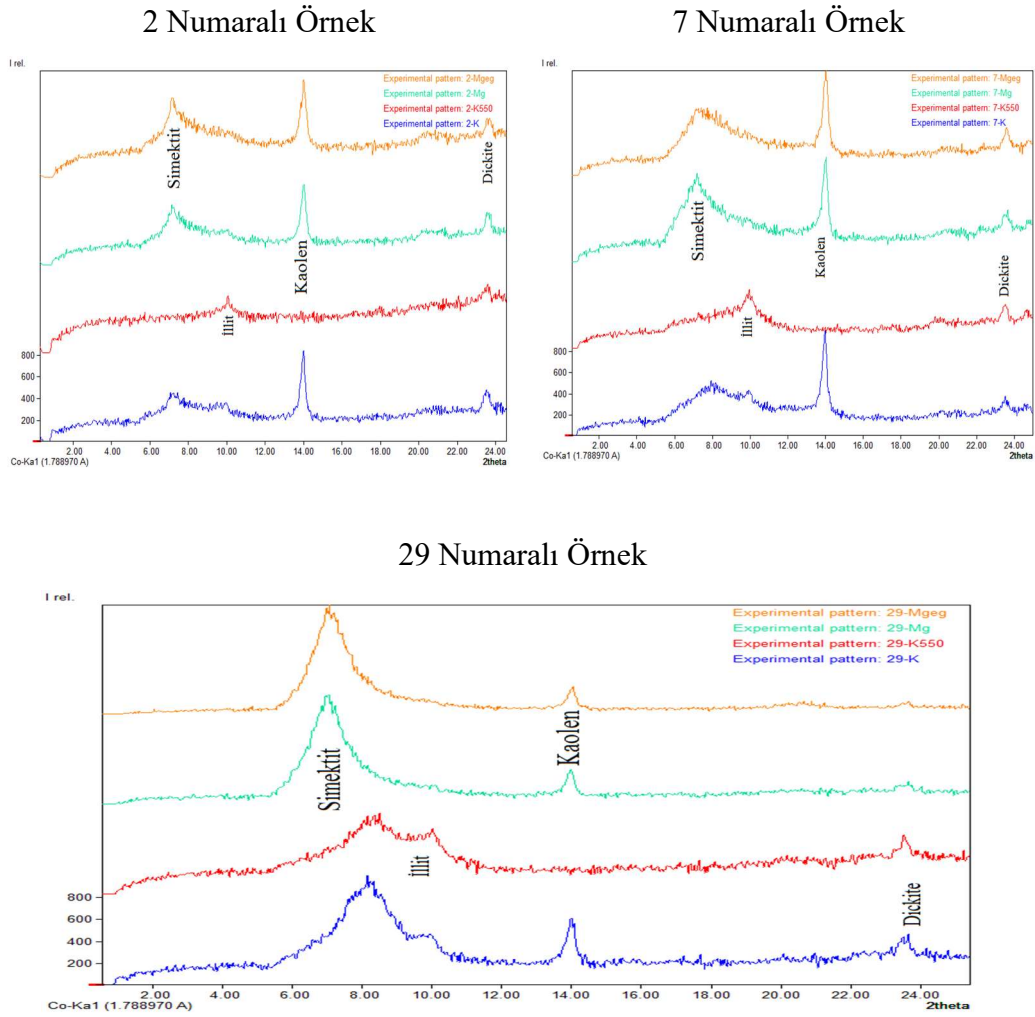 2 Numaralı Örnek
I rel.
Experimental pattern: 2-Mgeg
Experimental pattern: 2-Mg
Experimental pattern: 2-K550
Experimental pattern: 2-K
Simektit
Kaolen
Dickite
İllit
800
600
400
200
2.00 4.00 6.00 8.00 10.00 12.00 14.00 16.00 18.00 20.00 22.00 24.00
Co-Ka1 (1.788970 A) 2theta
7 Numaralı Örnek
I rel.
Experimental pattern: 7-Mgeg
Experimental pattern: 7-Mg
Experimental pattern: 7-K550
Experimental pattern: 7-K
Simektit
Kaolen
Dickite
İllit
800
600
400
200
2.00 4.00 6.00 8.00 10.00 12.00 14.00 16.00 18.00 20.00 22.00 24.00
Co-Ka1 (1.788970 A) 2theta
29 Numaralı Örnek
I rel.
Experimental pattern: 29-Mgeg
Experimental pattern: 29-Mg
Experimental pattern: 29-K550
Experimental pattern: 29-K
Simektit
Kaolen
İllit
Dickite
800
600
400
200
2.00 4.00 6.00 8.00 10.00 12.00 14.00 16.00 18.00 20.00 22.00 24.00
Co-Ka1 (1.788970 A) 2theta